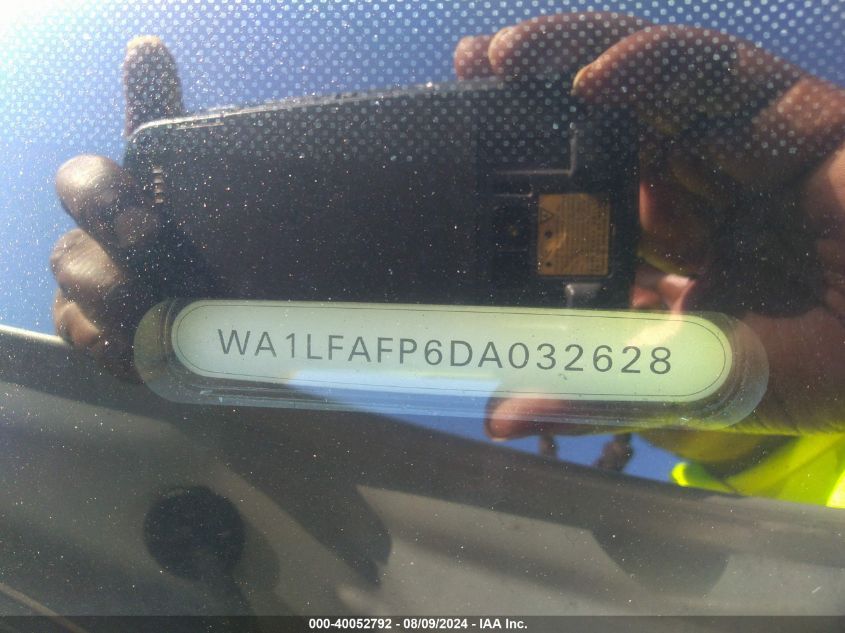 WA1LFAFP6DA032628
000-40052792 - 08/09/2024 - IAA Inc.